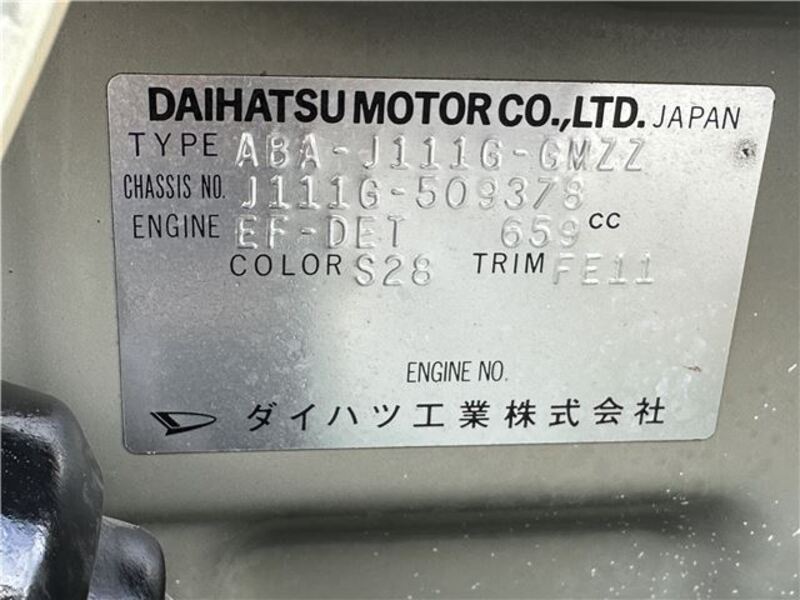 DAIHATSU MOTOR CO.,LTD. JAPAN
TYPE ABA-J111G-GMZZ
CHASSIS NO. J111G-509378
ENGINE EF-DET 659 CC
COLOR S28 TRIM FE11
ENGINE NO.
ダイハツ工業株式会社